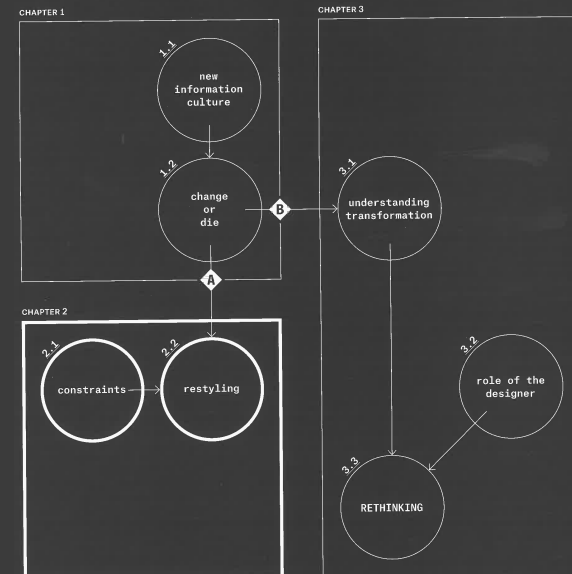 CHAPTER 1
1.1
new
information
culture
1.2
change
or
die
B
A
CHAPTER 2
2.1
constraints
2.2
restyling
CHAPTER 3
3.1
understanding
transformation
3.2
role of the
designer
3.3
RETHINKING